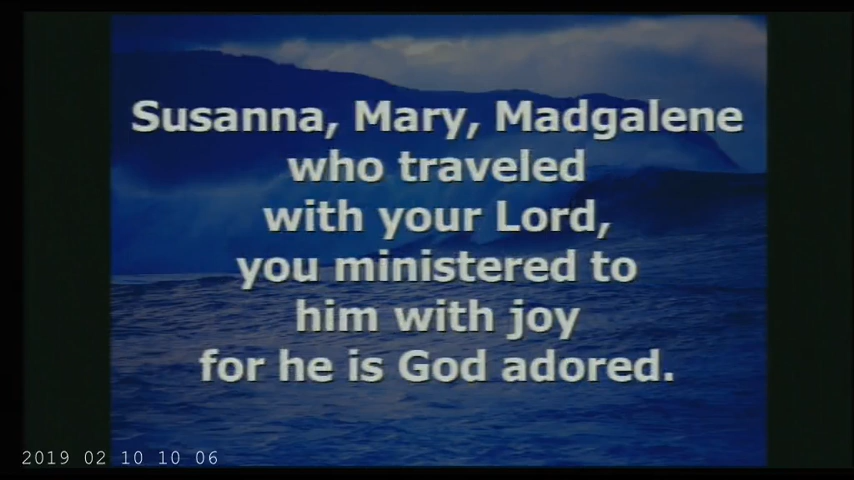 Susanna, Mary, Madgalene
who traveled
with your Lord,
you ministered to
him with joy
for he is God adored.
2019 02 10 10 06